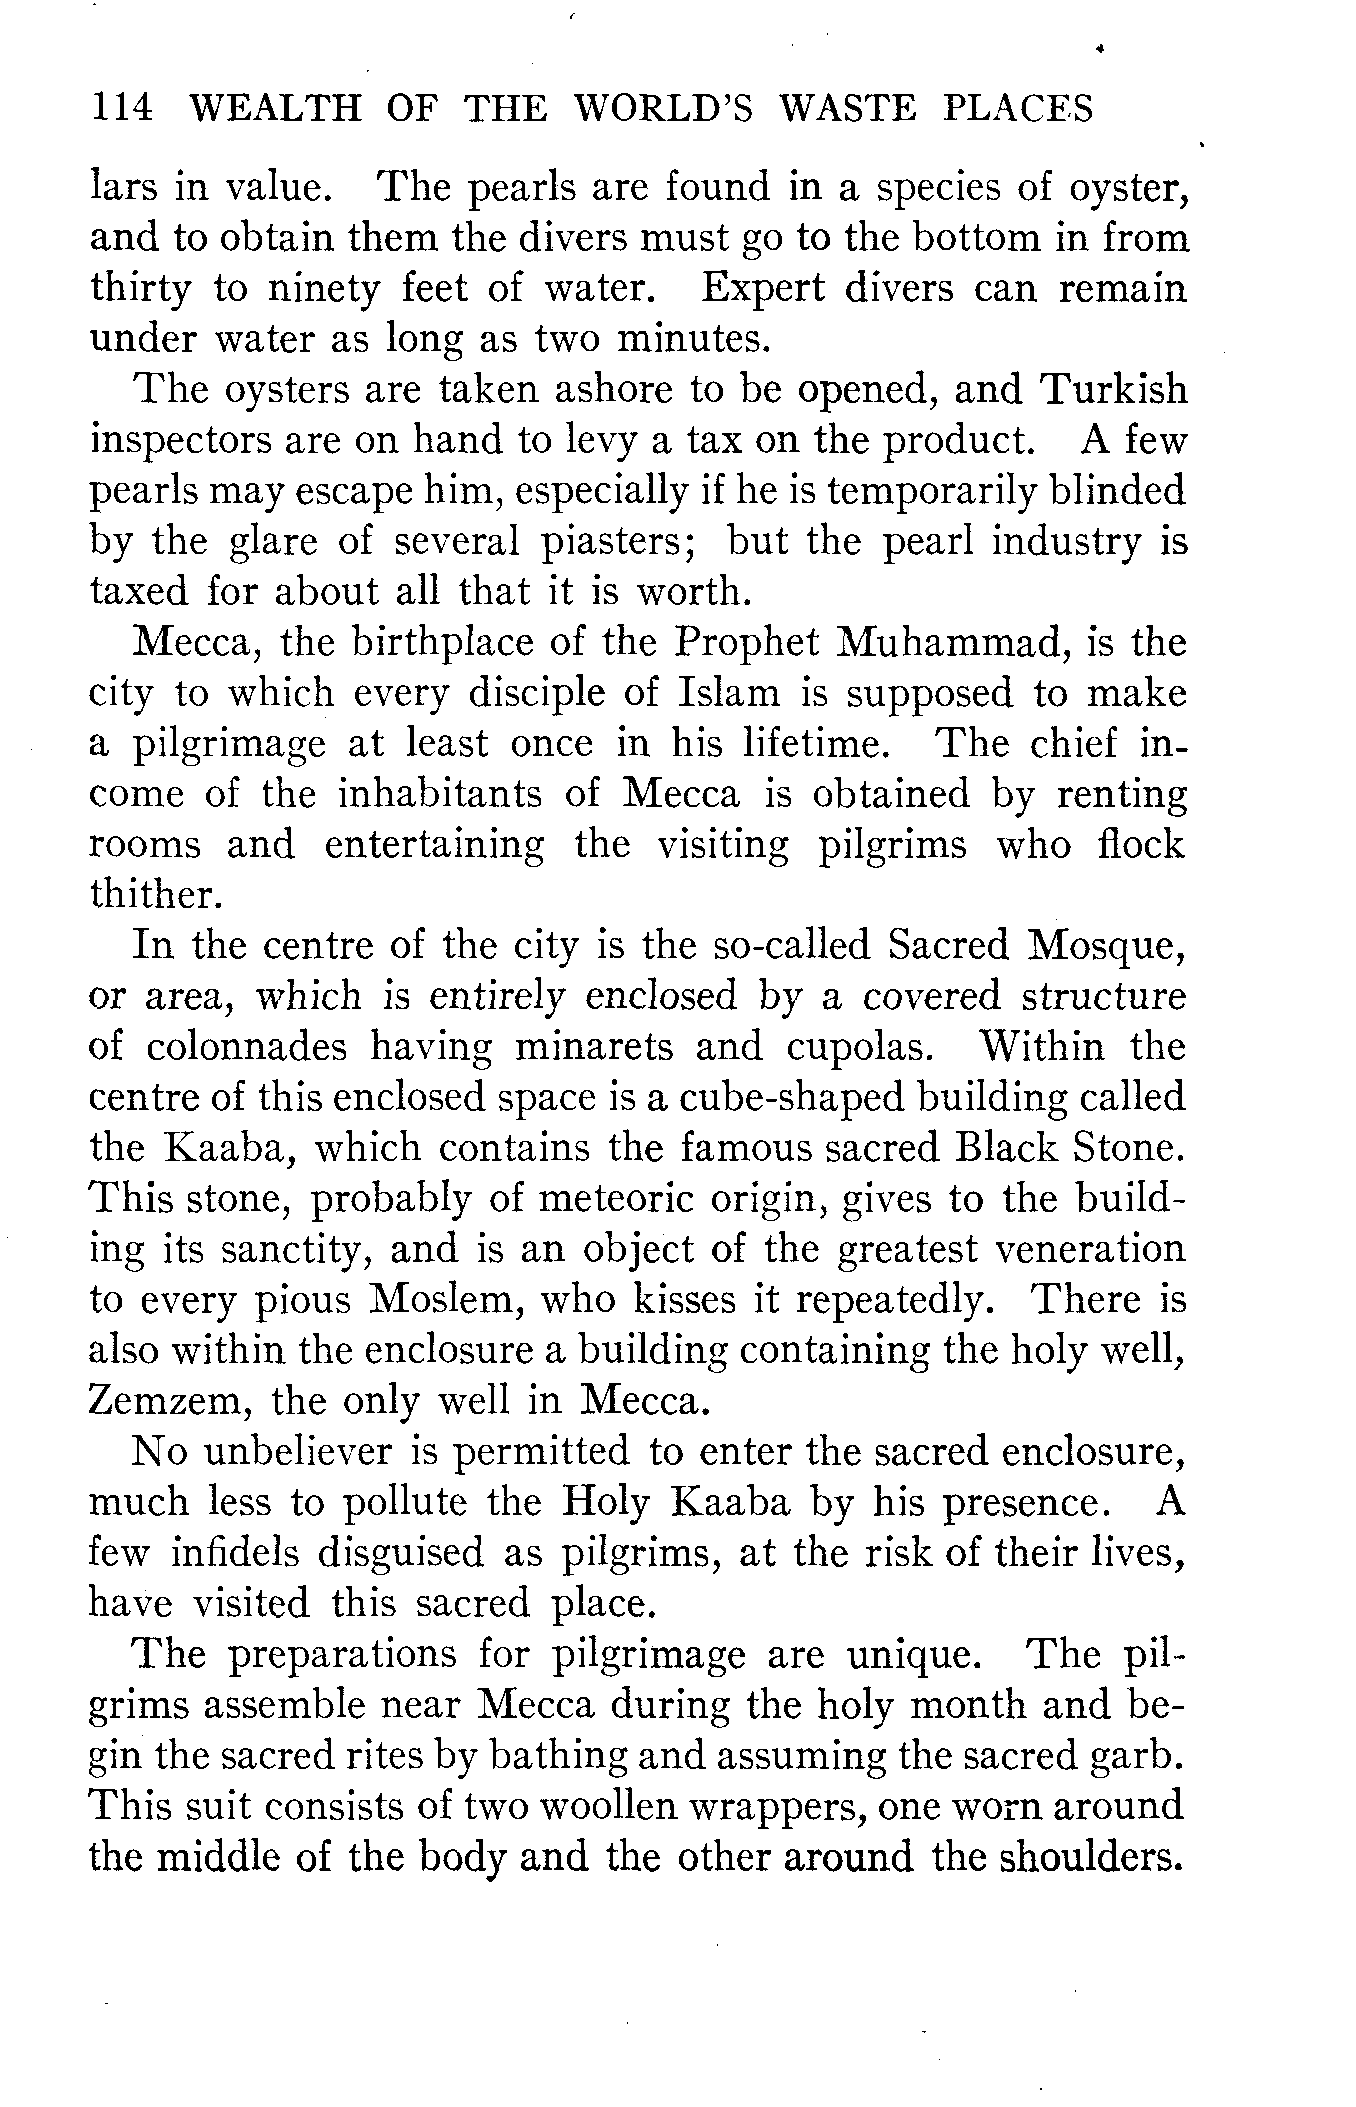 114 WEALTH OF THE WORLD'S WASTE PLACES
lars in value. The pearls are found in a species of oyster,
and to obtain them the divers must go to the bottom in from
thirty to ninety feet of water. Expert divers can remain
under water as long as two minutes.
The oysters are taken ashore to be opened, and Turkish
inspectors are on hand to levy a tax on the product. A few
pearls may escape him, especially if he is temporarily blinded
by the glare of several piasters; but the pearl industry is
taxed for about all that it is worth.
Mecca, the birthplace of the Prophet Muhammad, is the
city to which every disciple of Islam is supposed to make
a pilgrimage at least once in his lifetime. The chief in-
come of the inhabitants of Mecca is obtained by renting
rooms and entertaining the visiting pilgrims who flock
thither.
In the centre of the city is the so-called Sacred Mosque,
or area, which is entirely enclosed by a covered structure
of colonnades having minarets and cupolas. Within the
centre of this enclosed space is a cube-shaped building called
the Kaaba, which contains the famous sacred Black Stone.
This stone, probably of meteoric origin, gives to the build-
ing its sanctity, and is an object of the greatest veneration
to every pious Moslem, who kisses it repeatedly. There is
also within the enclosure a building containing the holy well,
Zemzem, the only well in Mecca.
No unbeliever is permitted to enter the sacred enclosure,
much less to pollute the Holy Kaaba by his presence. A
few infidels disguised as pilgrims, at the risk of their lives,
have visited this sacred place.
The preparations for pilgrimage are unique. The pil-
grims assemble near Mecca during the holy month and be-
gin the sacred rites by bathing and assuming the sacred garb.
This suit consists of two woollen wrappers, one worn around
the middle of the body and the other around the shoulders.